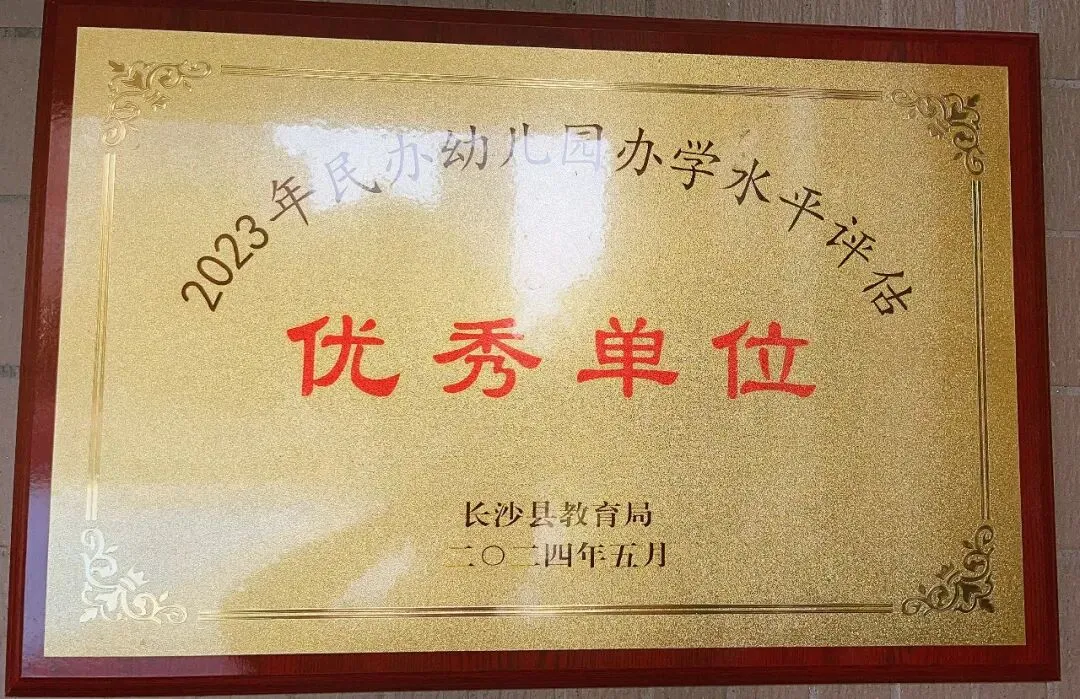 2023年民办幼儿园办学水平评估
优秀单位
长沙县教育局
二〇二四年五月